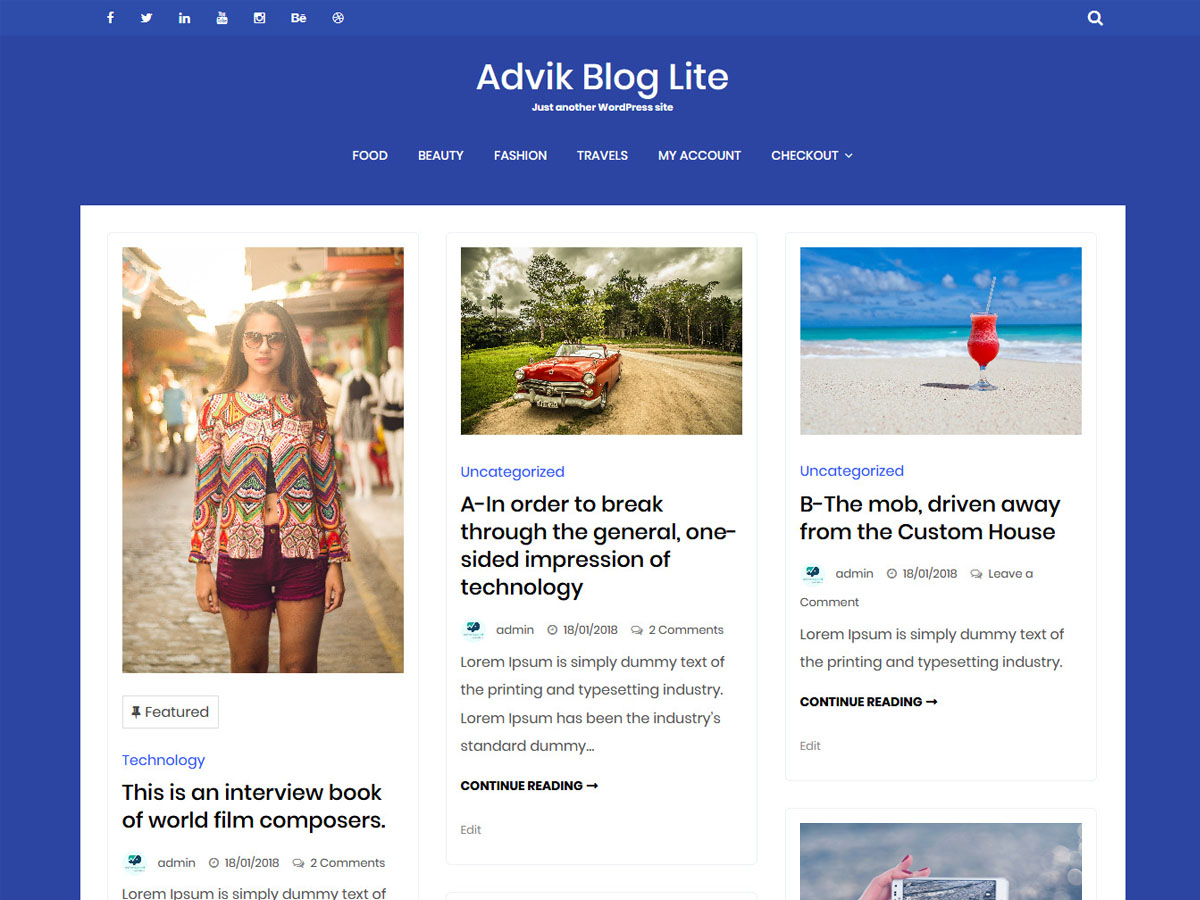 Advik Blog Lite
Just another WordPress site
FOOD BEAUTY FASHION TRAVELS MY ACCOUNT CHECKOUT
Featured
Technology
This is an interview book
of world film composers.
admin 18/01/2018 2 Comments
Lorem Ipsum is simply dummy text of
Uncategorized
A-In order to break
through the general, one-
sided impression of
technology
admin 18/01/2018 2 Comments
Lorem Ipsum is simply dummy text of
the printing and typesetting industry.
Lorem Ipsum has been the industry's
standard dummy...
CONTINUE READING →
Edit
Uncategorized
B-The mob, driven away
from the Custom House
admin 18/01/2018 Leave a
Comment
Lorem Ipsum is simply dummy text of
the printing and typesetting industry.
CONTINUE READING →
Edit